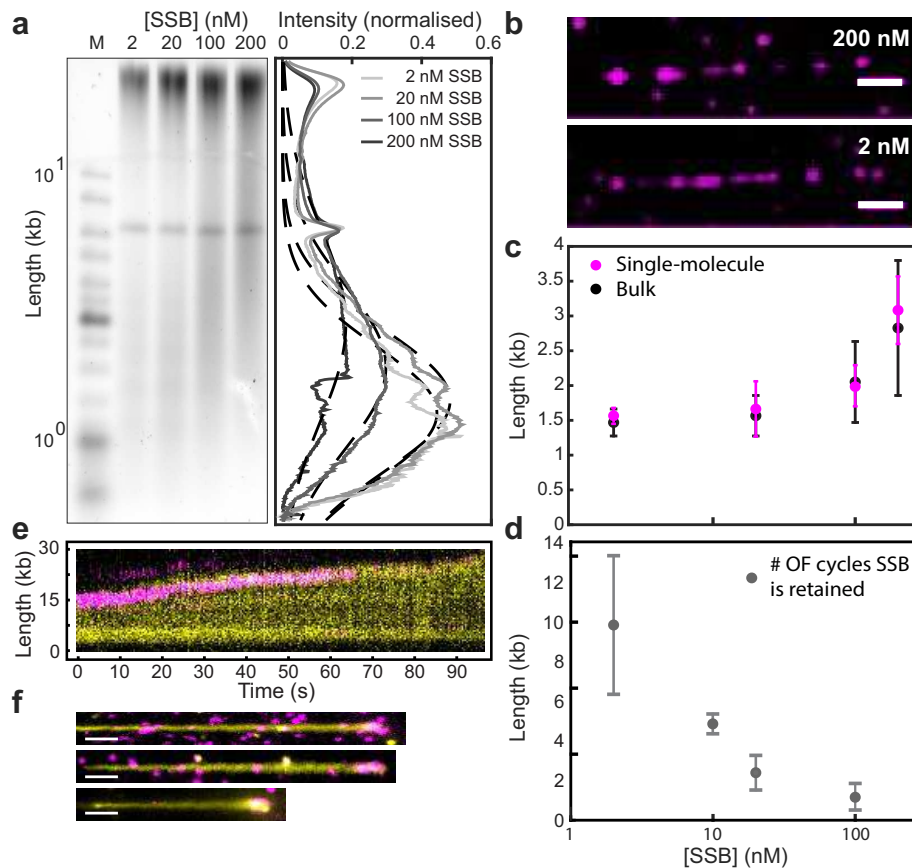 a
[SSB] (nM)
M 2 20 100 200
Length (kb)
10^1
10^0
Intensity (normalised)
0 0.2 0.4 0.6
2 nM SSB
20 nM SSB
100 nM SSB
200 nM SSB
b
200 nM
2 nM
c
Length (kb)
4
3.5
3
2.5
2
1.5
1
0.5
0
Single-molecule
Bulk
e
Length (kb)
30
15
0
0 10 20 30 40 50 60 70 80 90
Time (s)
d
Length (kb)
14
12
10
8
6
4
2
0
# OF cycles SSB
is retained
1 10 100
[SSB] (nM)
f